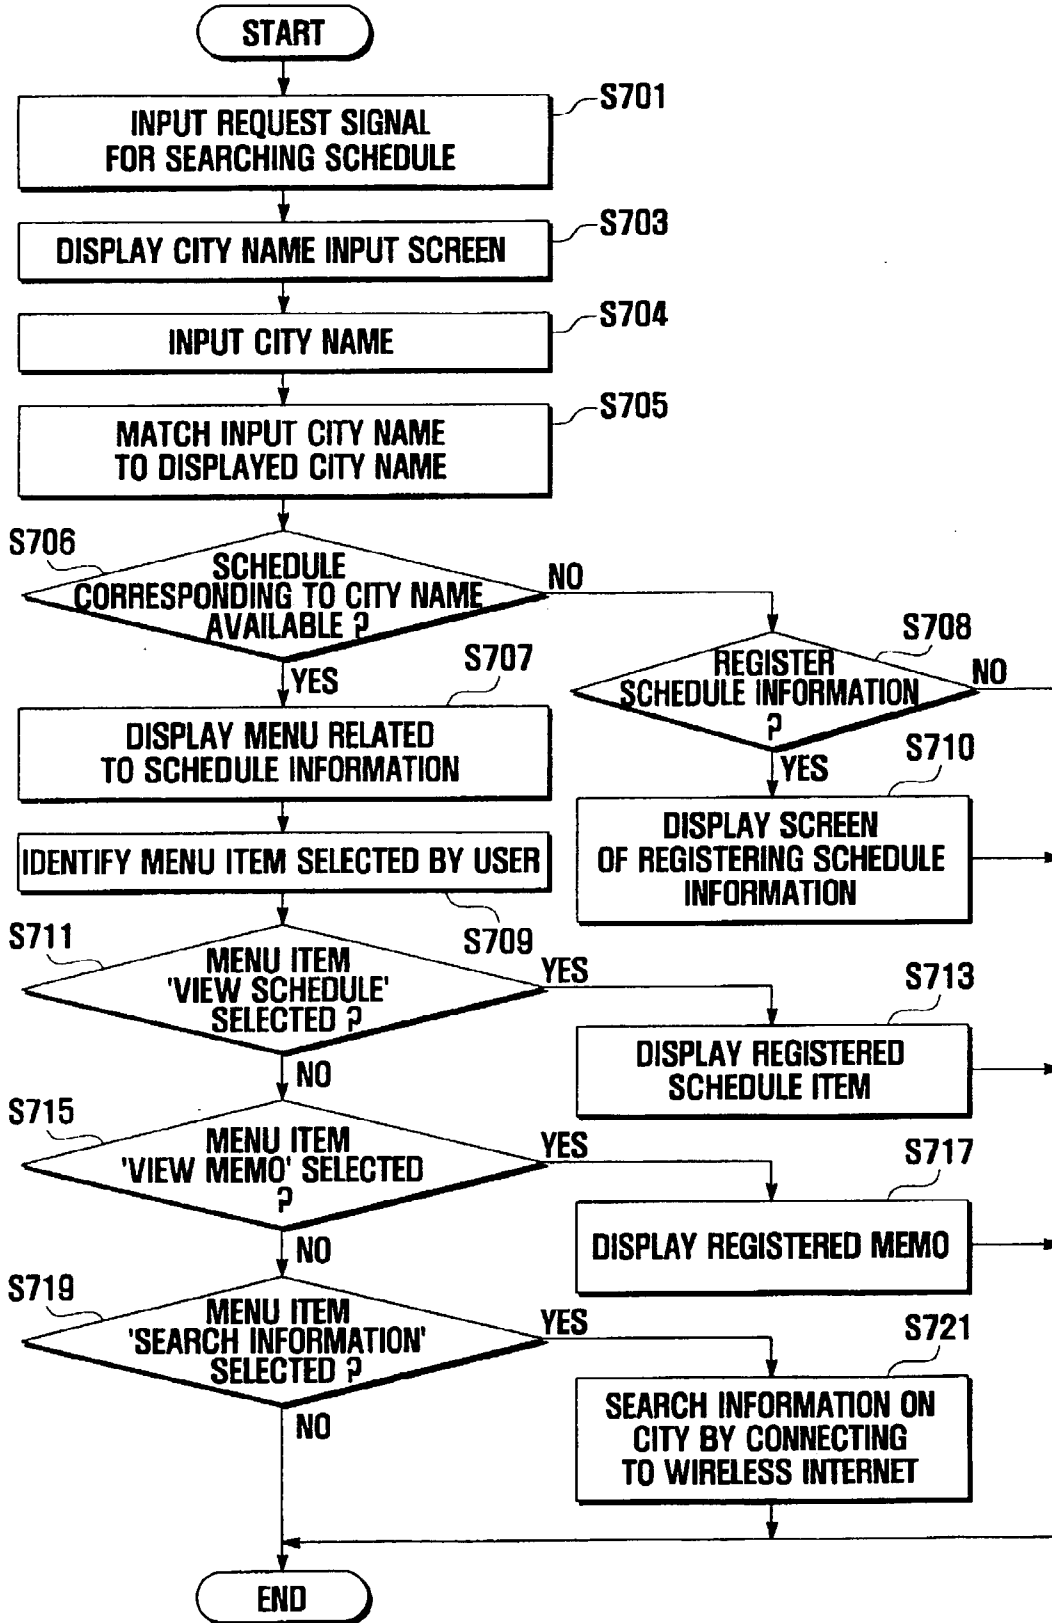 START
S701
INPUT REQUEST SIGNAL
FOR SEARCHING SCHEDULE
S703
DISPLAY CITY NAME INPUT SCREEN
S704
INPUT CITY NAME
S705
MATCH INPUT CITY NAME
TO DISPLAYED CITY NAME
S706
SCHEDULE
CORRESPONDING TO CITY NAME
AVAILABLE ?
NO
YES
S708
REGISTER
SCHEDULE INFORMATION
?
NO
YES
S707
DISPLAY MENU RELATED
TO SCHEDULE INFORMATION
S710
DISPLAY SCREEN
OF REGISTERING SCHEDULE
INFORMATION
IDENTIFY MENU ITEM SELECTED BY USER
S709
S711
MENU ITEM
'VIEW SCHEDULE'
SELECTED ?
YES
NO
S713
DISPLAY REGISTERED
SCHEDULE ITEM
S715
MENU ITEM
'VIEW MEMO' SELECTED
?
YES
NO
S717
DISPLAY REGISTERED MEMO
S719
MENU ITEM
'SEARCH INFORMATION'
SELECTED ?
YES
NO
S721
SEARCH INFORMATION ON
CITY BY CONNECTING
TO WIRELESS INTERNET
END